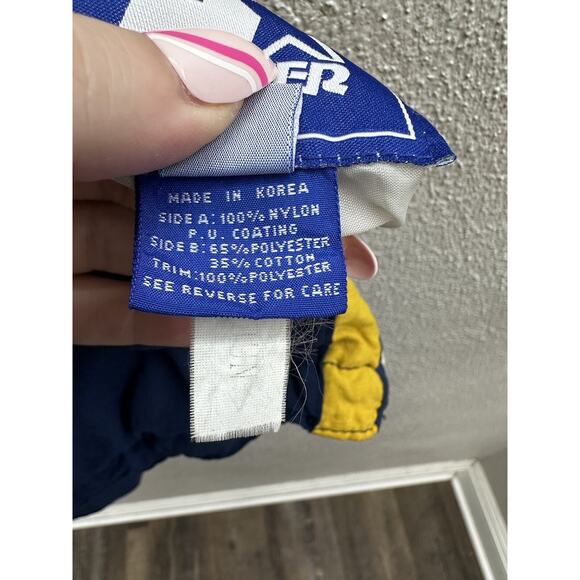 ER
MADE IN KOREA
SIDE A: 100% NYLON
P.U. COATING
SIDE B: 65% POLYESTER
35% COTTON
TRIM: 100% POLYESTER
SEE REVERSE FOR CARE